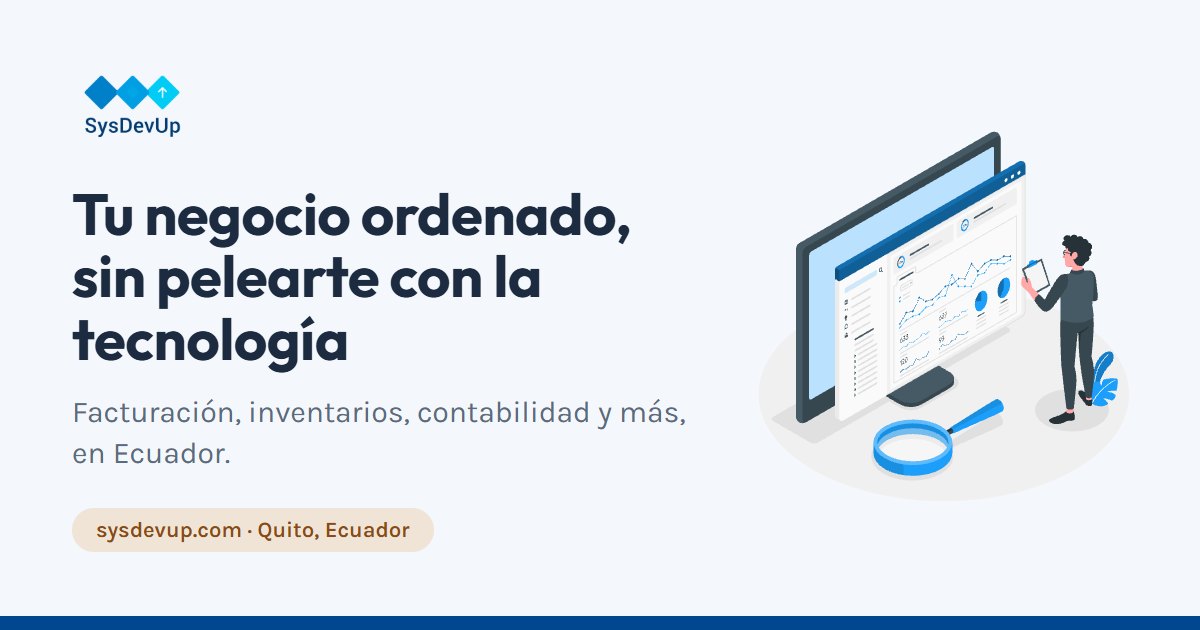 SysDevUp
Tu negocio ordenado,
sin pelearte con la
tecnología
Facturación, inventarios, contabilidad y más,
en Ecuador.
sysdevup.com · Quito, Ecuador